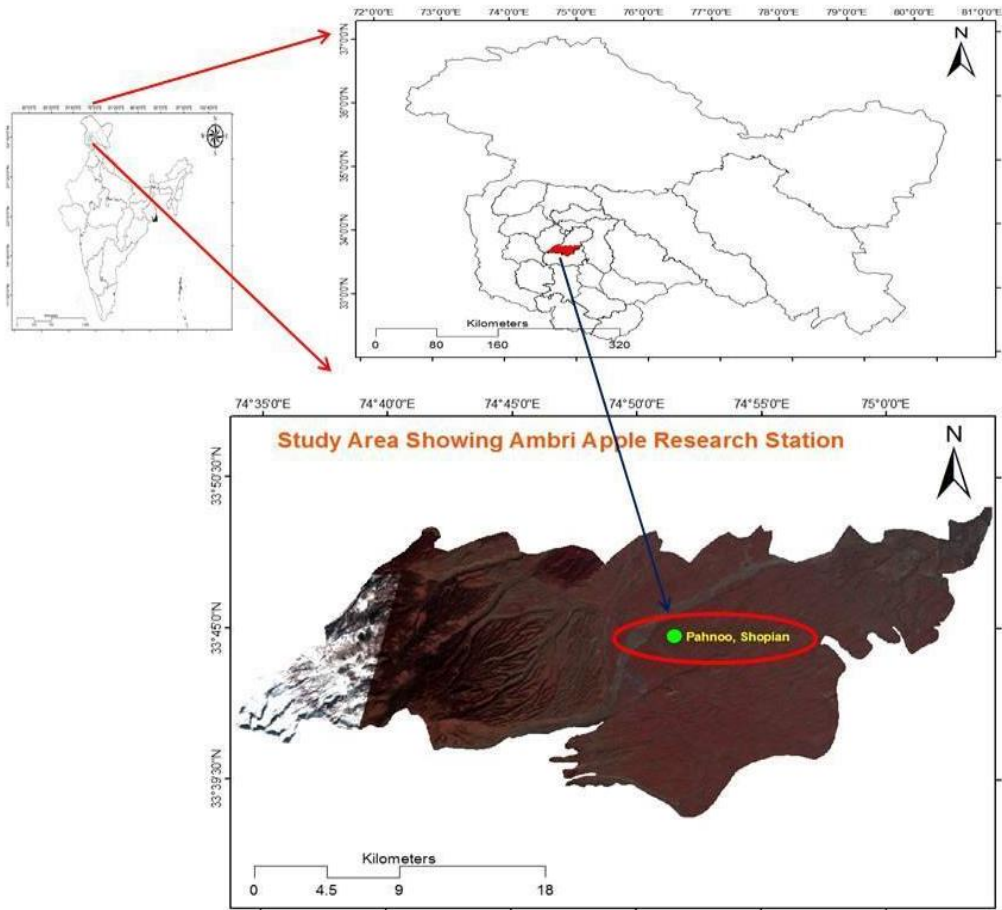 72°0'0"E 73°0'0"E 74°0'0"E 75°0'0"E 76°0'0"E 77°0'0"E 78°0'0"E 79°0'0"E 80°0'0"E 81°0'0"E
37°0'0"N
36°0'0"N
35°0'0"N
34°0'0"N
33°0'0"N
N
Kilometers
0 80 160 320
74°35'0"E 74°40'0"E 74°45'0"E 74°50'0"E 74°55'0"E 75°0'0"E
Study Area Showing Ambri Apple Research Station
N
33°50'30"N
33°45'0"N
33°39'30"N
Pahnoo, Shopian
Kilometers
0 4.5 9 18